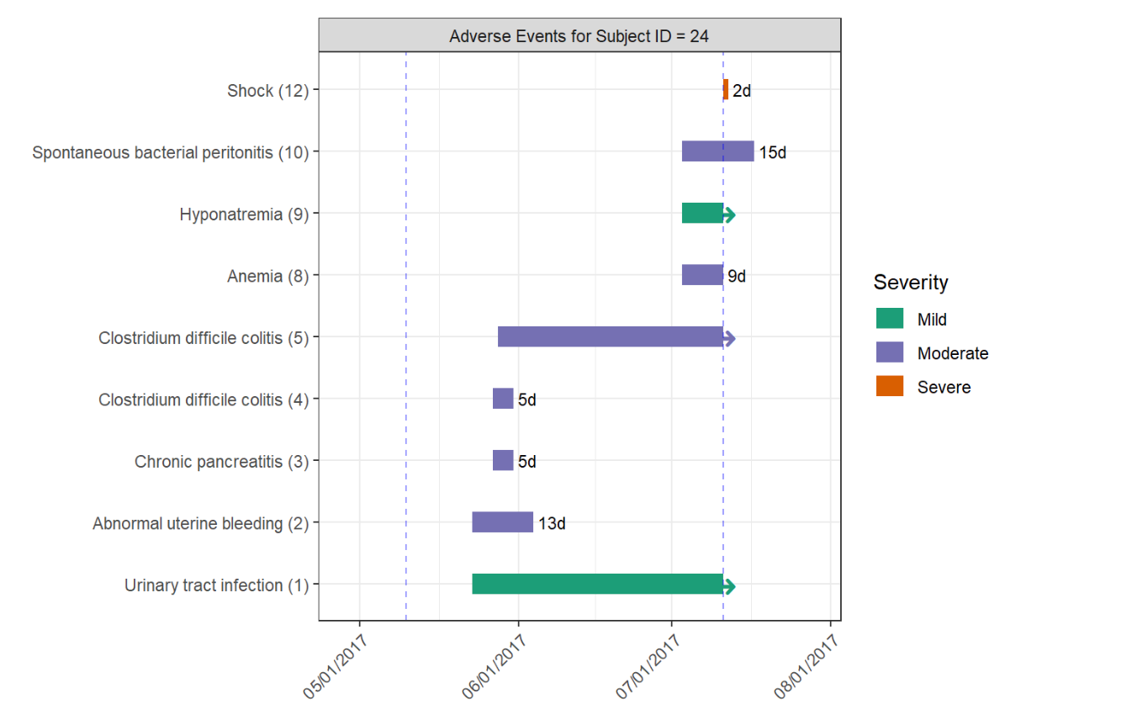 Adverse Events for Subject ID = 24
Shock (12)
2d
Spontaneous bacterial peritonitis (10)
15d
Hyponatremia (9)
Anemia (8)
9d
Clostridium difficile colitis (5)
Clostridium difficile colitis (4)
5d
Chronic pancreatitis (3)
5d
Abnormal uterine bleeding (2)
13d
Urinary tract infection (1)
05/01/2017
06/01/2017
07/01/2017
08/01/2017
Severity
Mild
Moderate
Severe